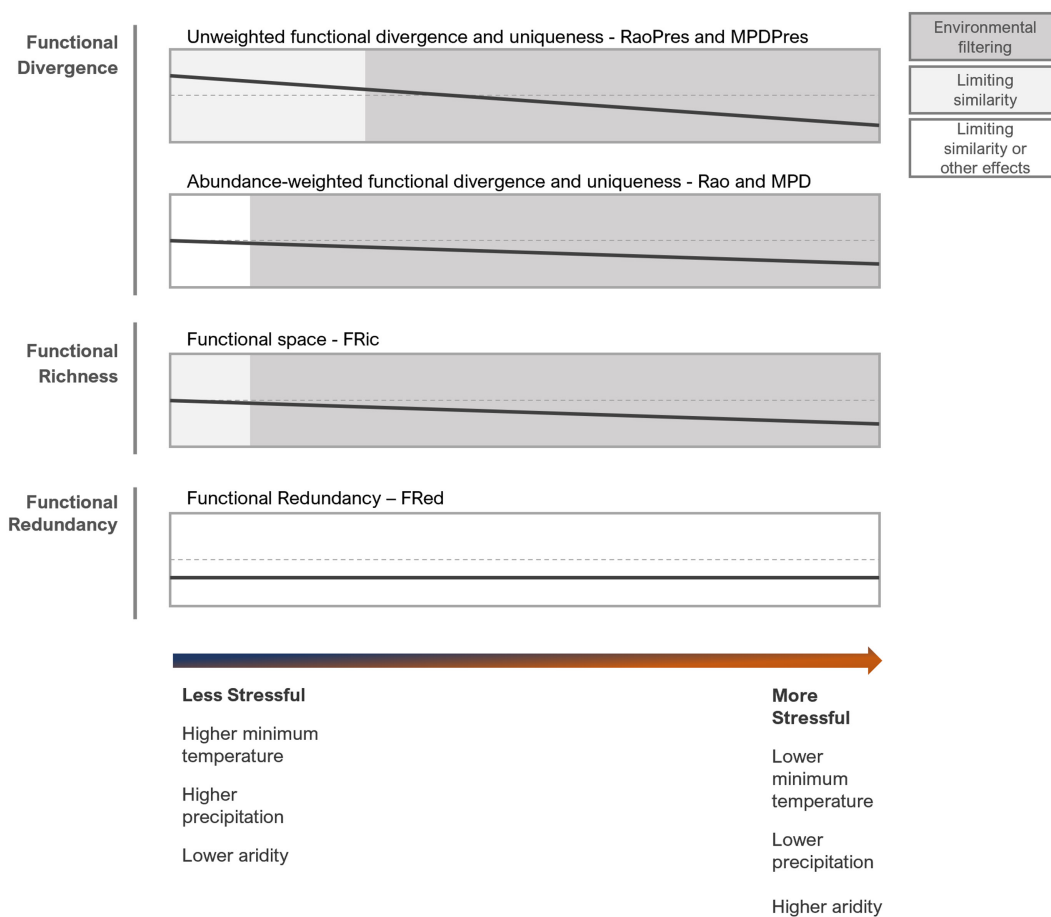 Functional
Divergence
Unweighted functional divergence and uniqueness - RaoPres and MPDPres
Abundance-weighted functional divergence and uniqueness - Rao and MPD
Environmental
filtering
Limiting
similarity
Limiting
similarity or
other effects
Functional
Richness
Functional space - FRic
Functional
Redundancy
Functional Redundancy – FRed
Less Stressful
Higher minimum
temperature
Higher
precipitation
Lower aridity
More
Stressful
Lower
minimum
temperature
Lower
precipitation
Higher aridity